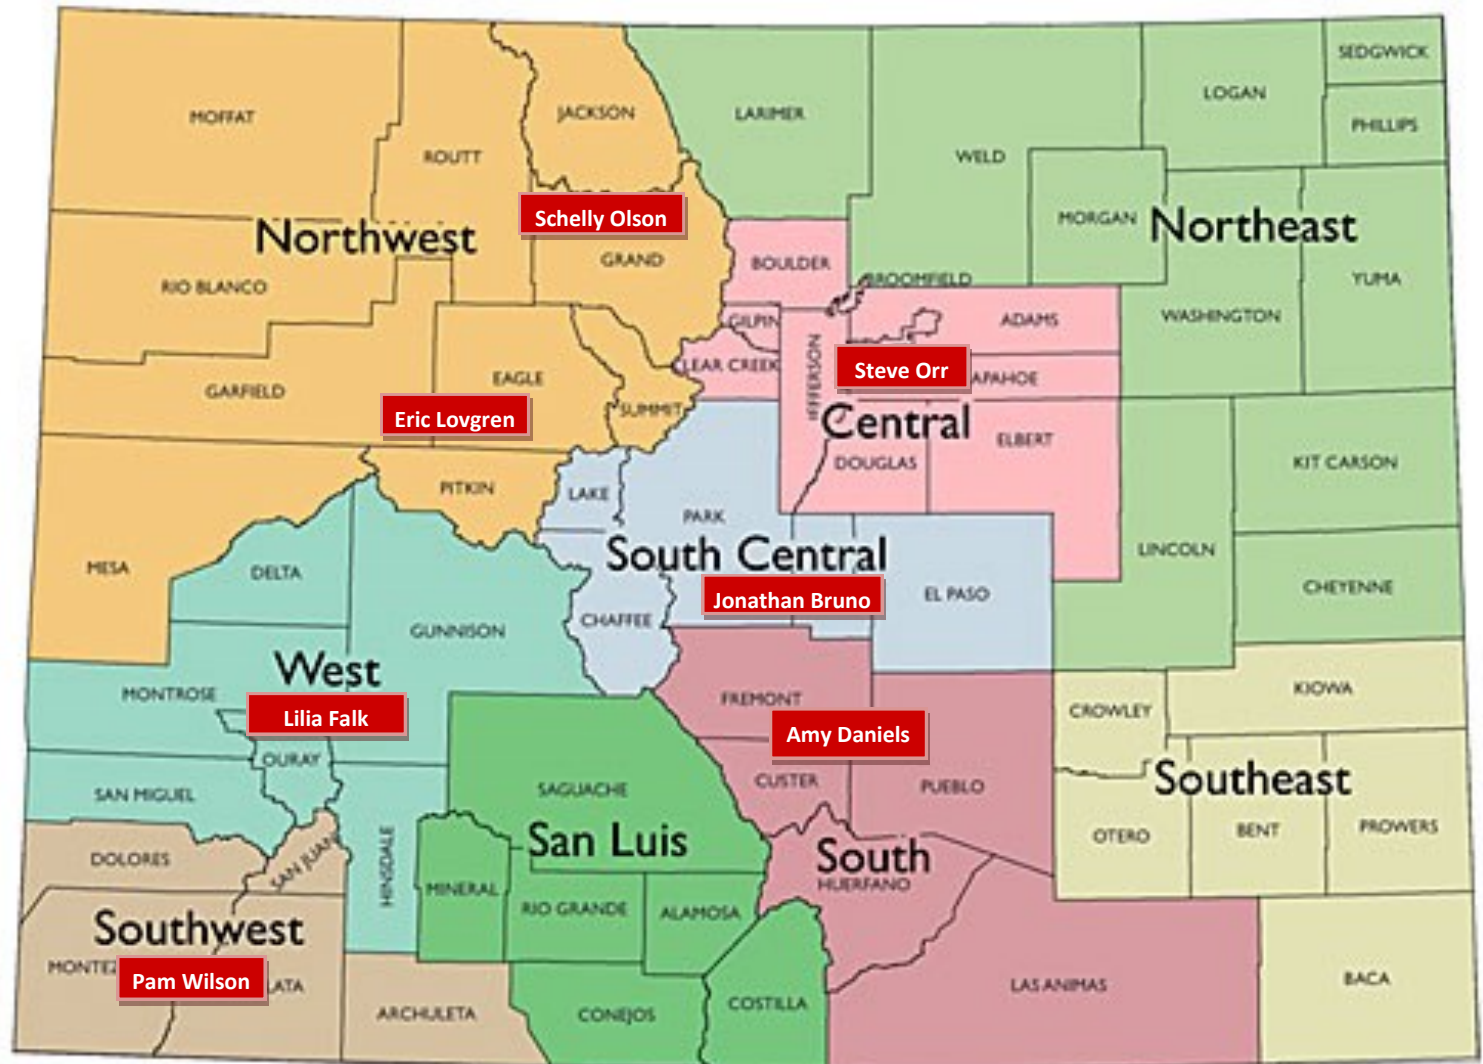 SEDGWICK
LOGAN
MOFFAT
JACKSON
LARIMER
PHILLIPS
ROUTT
WELD
Schelly Olson
MORGAN
Northwest
Northeast
GRAND
BOULDER
RIO BLANCO
BROOMFIELD
YUMA
GILPIN
ADAMS
WASHINGTON
CLEAR CREEK
JEFFERSON
Steve Orr
APAHOE
EAGLE
GARFIELD
SUMMIT
Eric Lovgren
Central
ELBERT
DOUGLAS
KIT CARSON
PITKIN
LAKE
PARK
LINCOLN
South Central
MESA
DELTA
CHEYENNE
Jonathan Bruno
EL PASO
CHAFFEE
GUNNISON
West
MONTROSE
KIOWA
FREMONT
CROWLEY
Lilia Falk
Amy Daniels
OURAY
Southeast
SAN MIGUEL
SAGUACHE
CUSTER
PUEBLO
OTERO
BENT
PROWERS
San Luis
DOLORES
SAN JUAN
HINSDALE
South
HUERFANO
MINERAL
RIO GRANDE
ALAMOSA
Southwest
MONTEZ
Pam Wilson
LATA
LAS ANIMAS
BACA
ARCHULETA
CONEJOS
COSTILLA